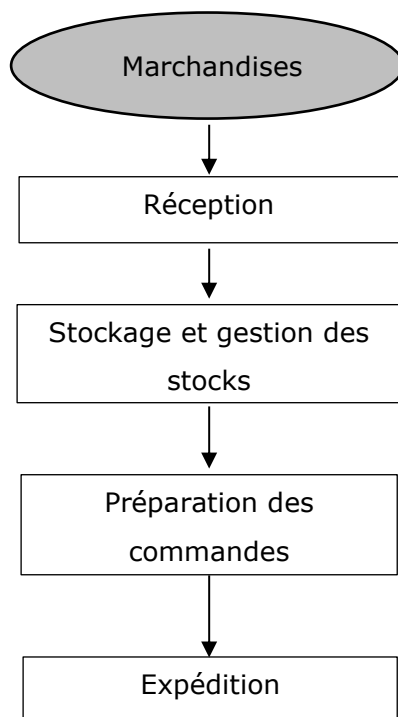 Marchandises
Réception
Stockage et gestion des
stocks
Préparation des
commandes
Expédition